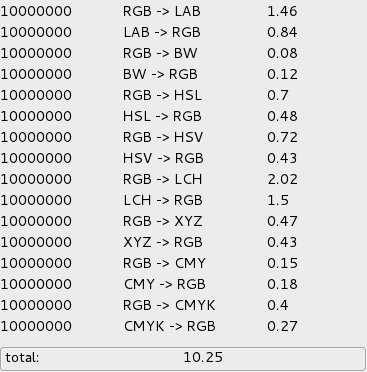 10000000 RGB -> LAB 1.46
10000000 LAB -> RGB 0.84
10000000 RGB -> BW 0.08
10000000 BW -> RGB 0.12
10000000 RGB -> HSL 0.7
10000000 HSL -> RGB 0.48
10000000 RGB -> HSV 0.72
10000000 HSV -> RGB 0.43
10000000 RGB -> LCH 2.02
10000000 LCH -> RGB 1.5
10000000 RGB -> XYZ 0.47
10000000 XYZ -> RGB 0.43
10000000 RGB -> CMY 0.15
10000000 CMY -> RGB 0.18
10000000 RGB -> CMYK 0.4
10000000 CMYK -> RGB 0.27
total: 10.25